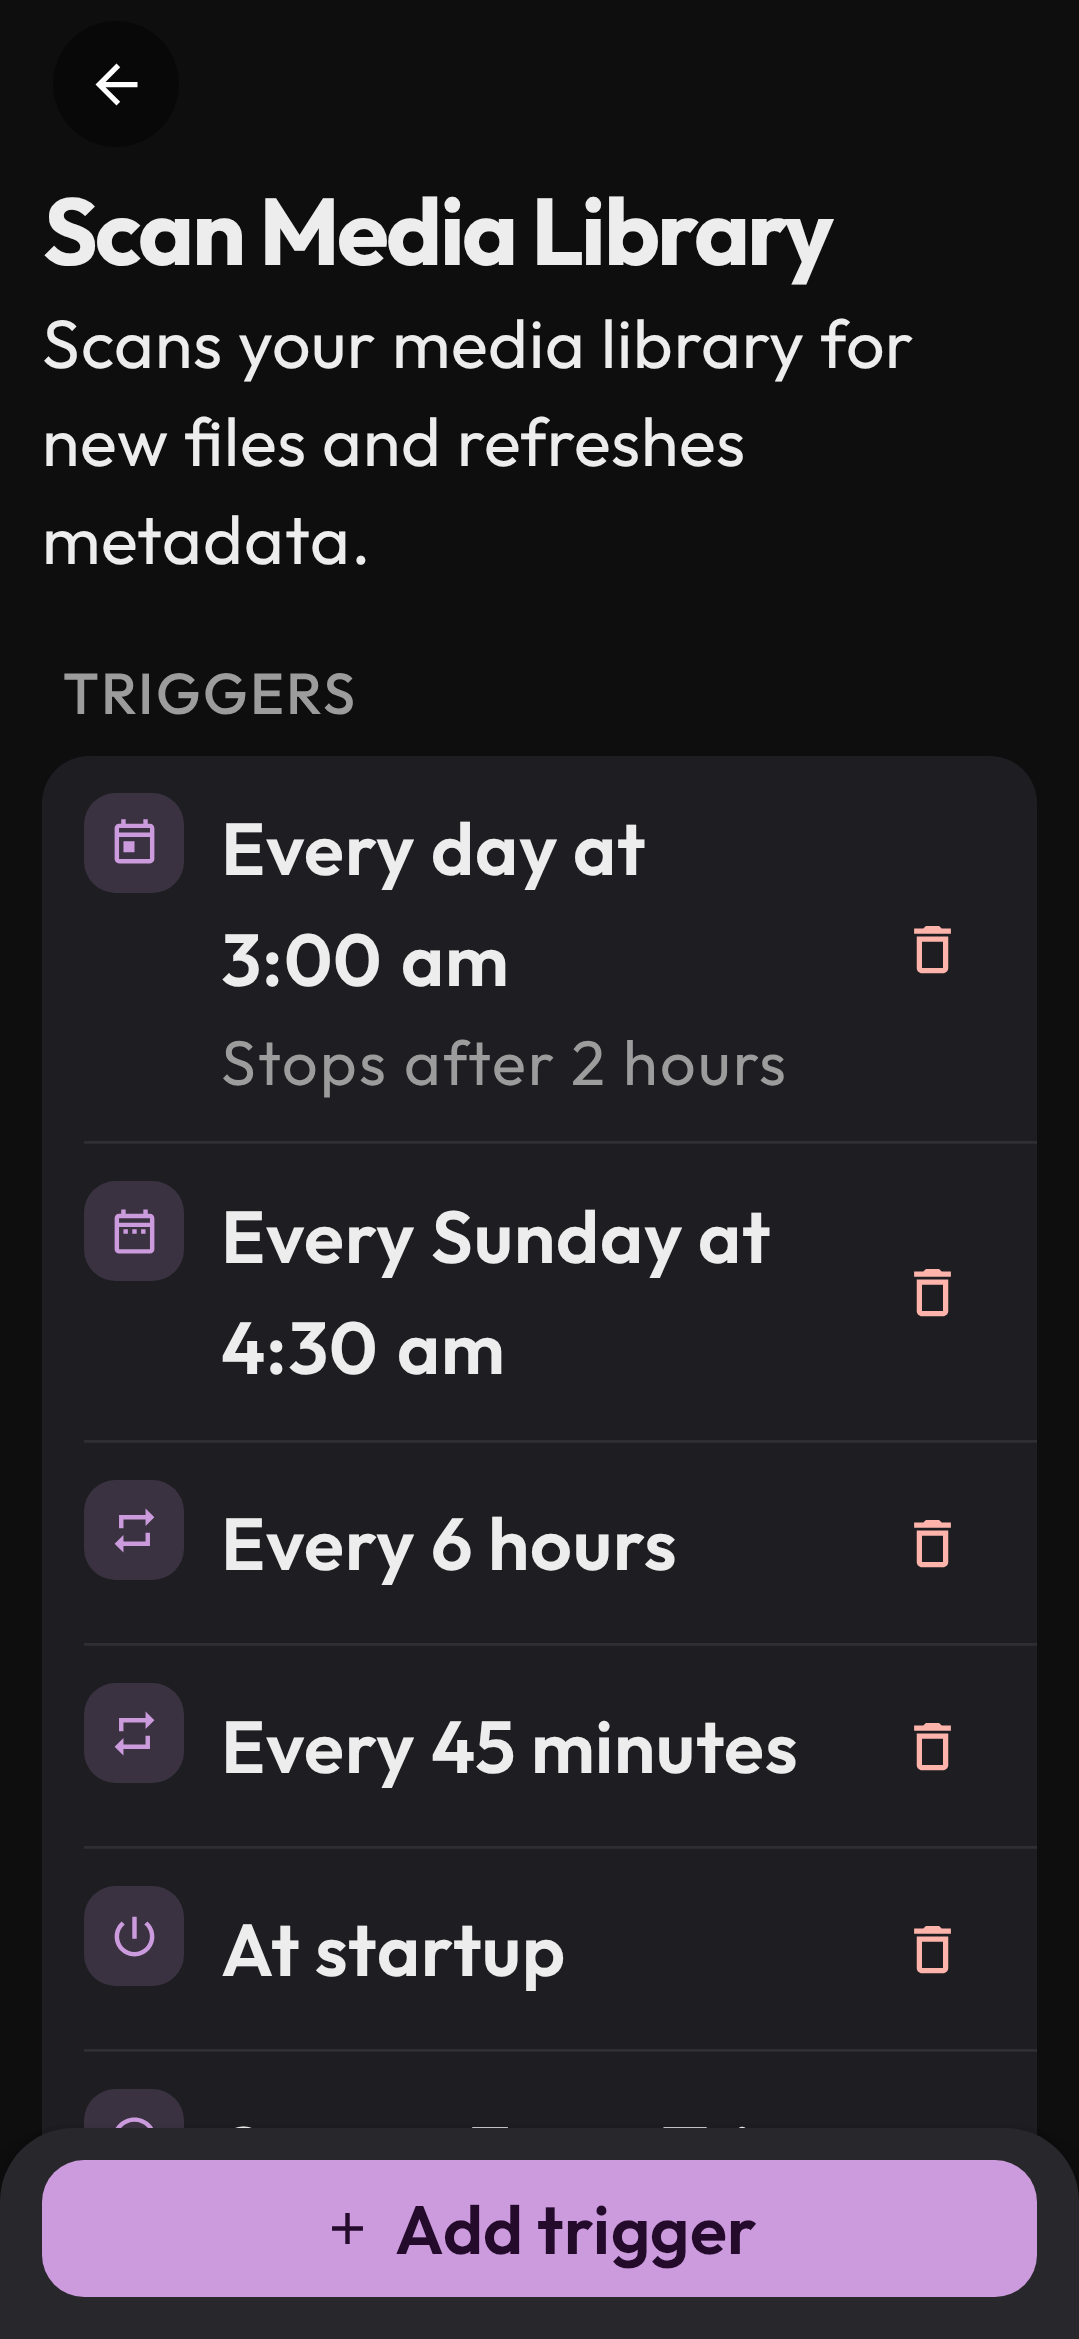 Scan Media Library
Scans your media library for
new files and refreshes
metadata.
TRIGGERS
Every day at
3:00 am
Stops after 2 hours
Every Sunday at
4:30 am
Every 6 hours
Every 45 minutes
At startup
+ Add trigger